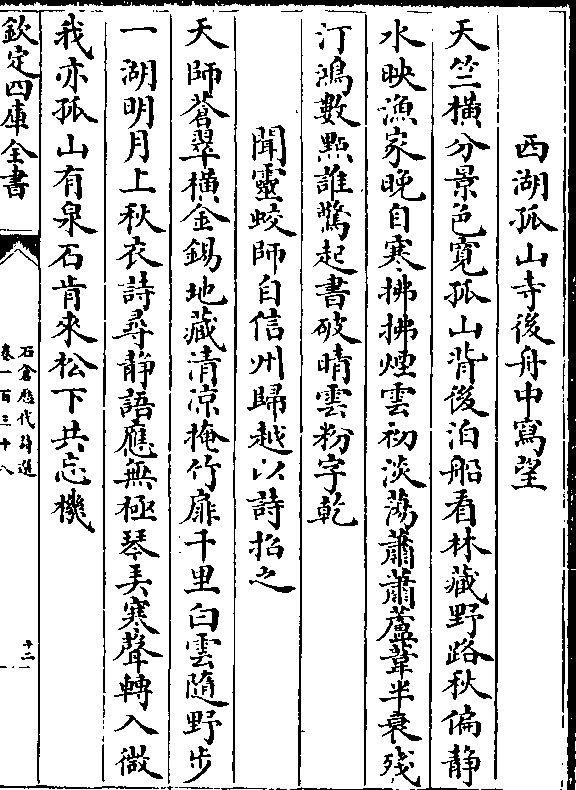 西湖孤山寺後舟中寫望
天竺橫分景色寛孤山背後泊船看林藏野路秋偏静
水映漁家晚自寒拂拂煙雲初淡蕩蕭蕭蘆葦半衰殘
汀鴻數㸃誰驚起書破晴雲粉字乾
聞靈蛟師自信州歸越以詩招之
天師蒼翠橫金錫地藏清凉掩竹扉千里白雲隨野步
一湖明月上秋衣詩尋静語應無極琴弄寒聲轉入微
我亦孤山有泉石肯來松下共忘機
欽定四庫全書
石倉歴代詩選
卷一百三十八
十二